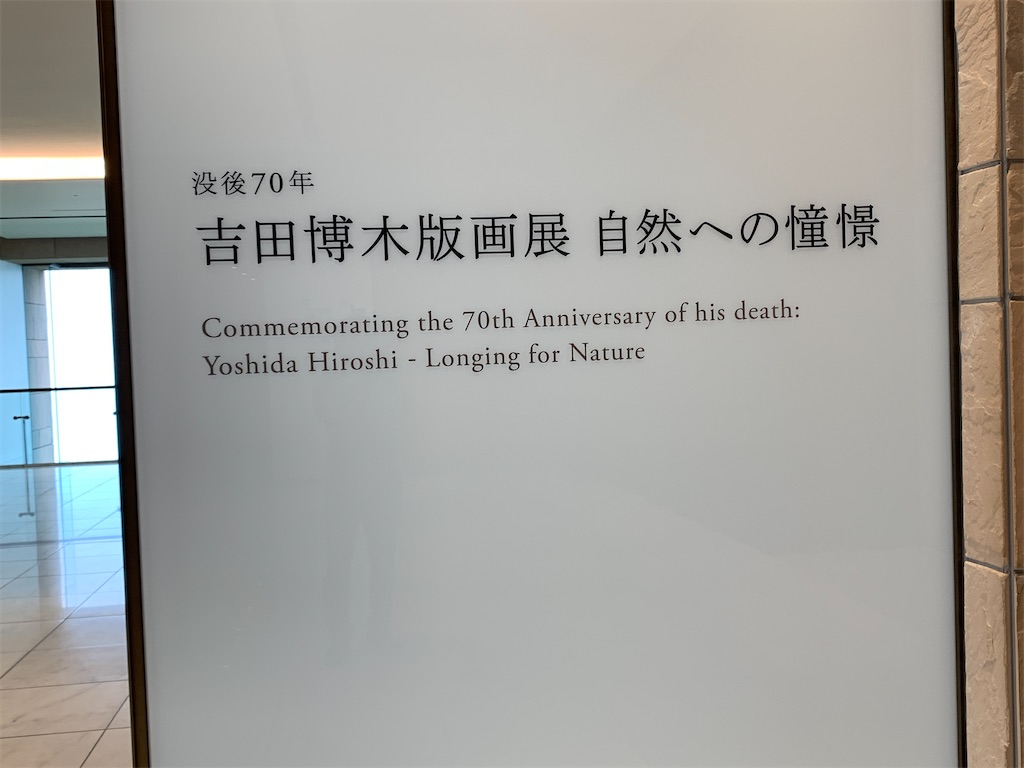 没後70年
吉田博木版画展 自然への憧憬
Commemorating the 70th Anniversary of his death:
Yoshida Hiroshi - Longing for Nature